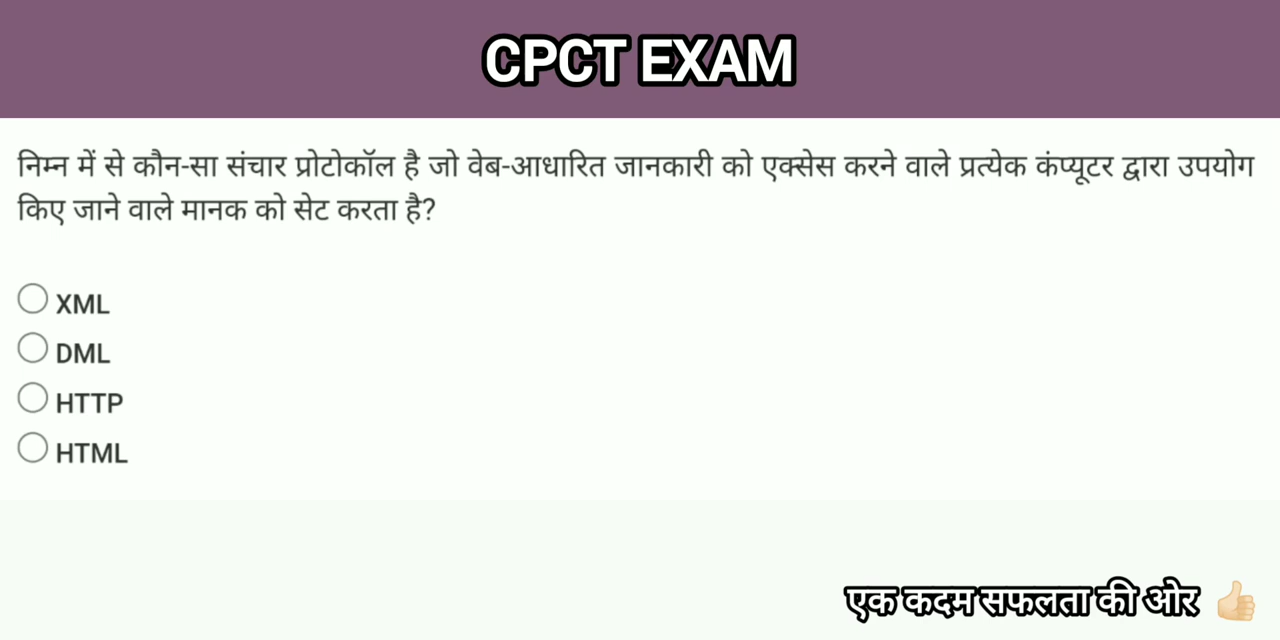 CPCT EXAM
निम्न में से कौन-सा संचार प्रोटोकॉल है जो वेब-आधारित जानकारी को एक्सेस करने वाले प्रत्येक कंप्यूटर द्वारा उपयोग
किए जाने वाले मानक को सेट करता है?
XML
DML
HTTP
HTML
एक कदम सफलता की ओर 👍🏻